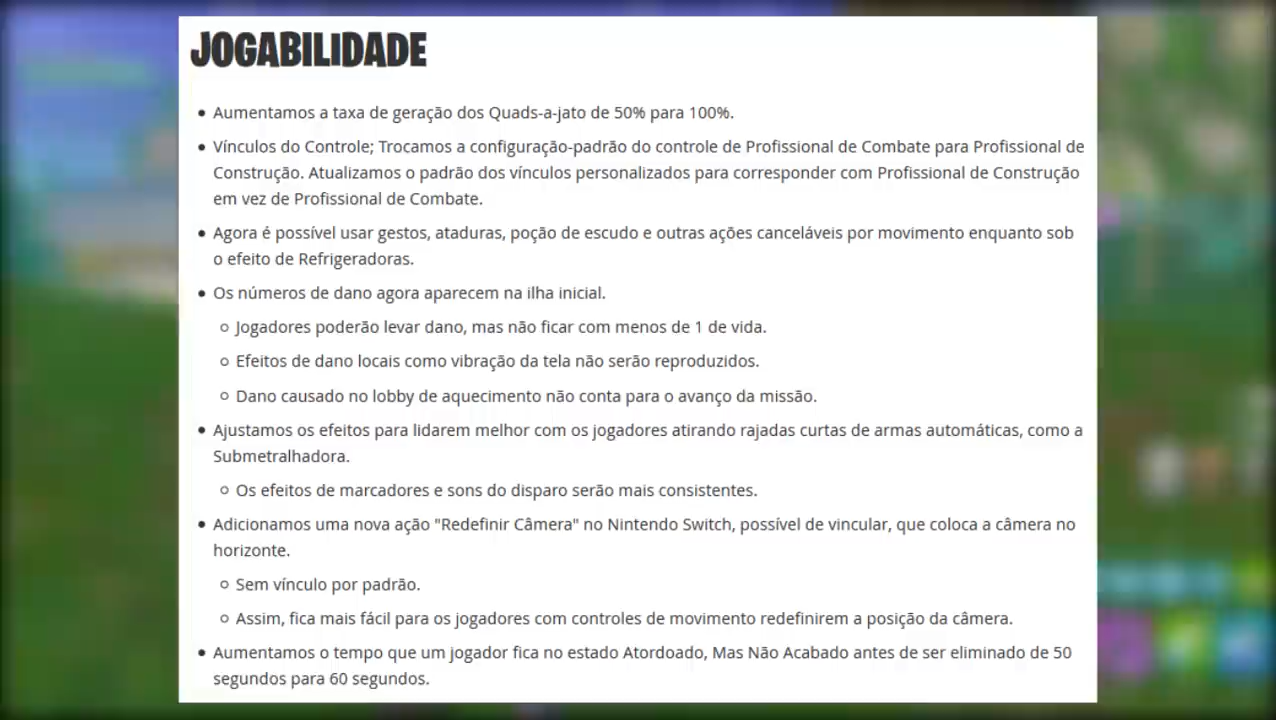 JOGABILIDADE
• Aumentamos a taxa de geração dos Quads-a-jato de 50% para 100%.
• Vínculos do Controle; Trocamos a configuração-padrão do controle de Profissional de Combate para Profissional de
Construção. Atualizamos o padrão dos vínculos personalizados para corresponder com Profissional de Construção
em vez de Profissional de Combate.
• Agora é possível usar gestos, ataduras, poção de escudo e outras ações canceláveis por movimento enquanto sob
o efeito de Refrigeradoras.
• Os números de dano agora aparecem na ilha inicial.
○ Jogadores poderão levar dano, mas não ficar com menos de 1 de vida.
○ Efeitos de dano locais como vibração da tela não serão reproduzidos.
○ Dano causado no lobby de aquecimento não conta para o avanço da missão.
• Ajustamos os efeitos para lidarem melhor com os jogadores atirando rajadas curtas de armas automáticas, como a
Submetralhadora.
○ Os efeitos de marcadores e sons do disparo serão mais consistentes.
• Adicionamos uma nova ação "Redefinir Câmera" no Nintendo Switch, possível de vincular, que coloca a câmera no
horizonte.
○ Sem vínculo por padrão.
○ Assim, fica mais fácil para os jogadores com controles de movimento redefinirem a posição da câmera.
• Aumentamos o tempo que um jogador fica no estado Atordoado, Mas Não Acabado antes de ser eliminado de 50
segundos para 60 segundos.